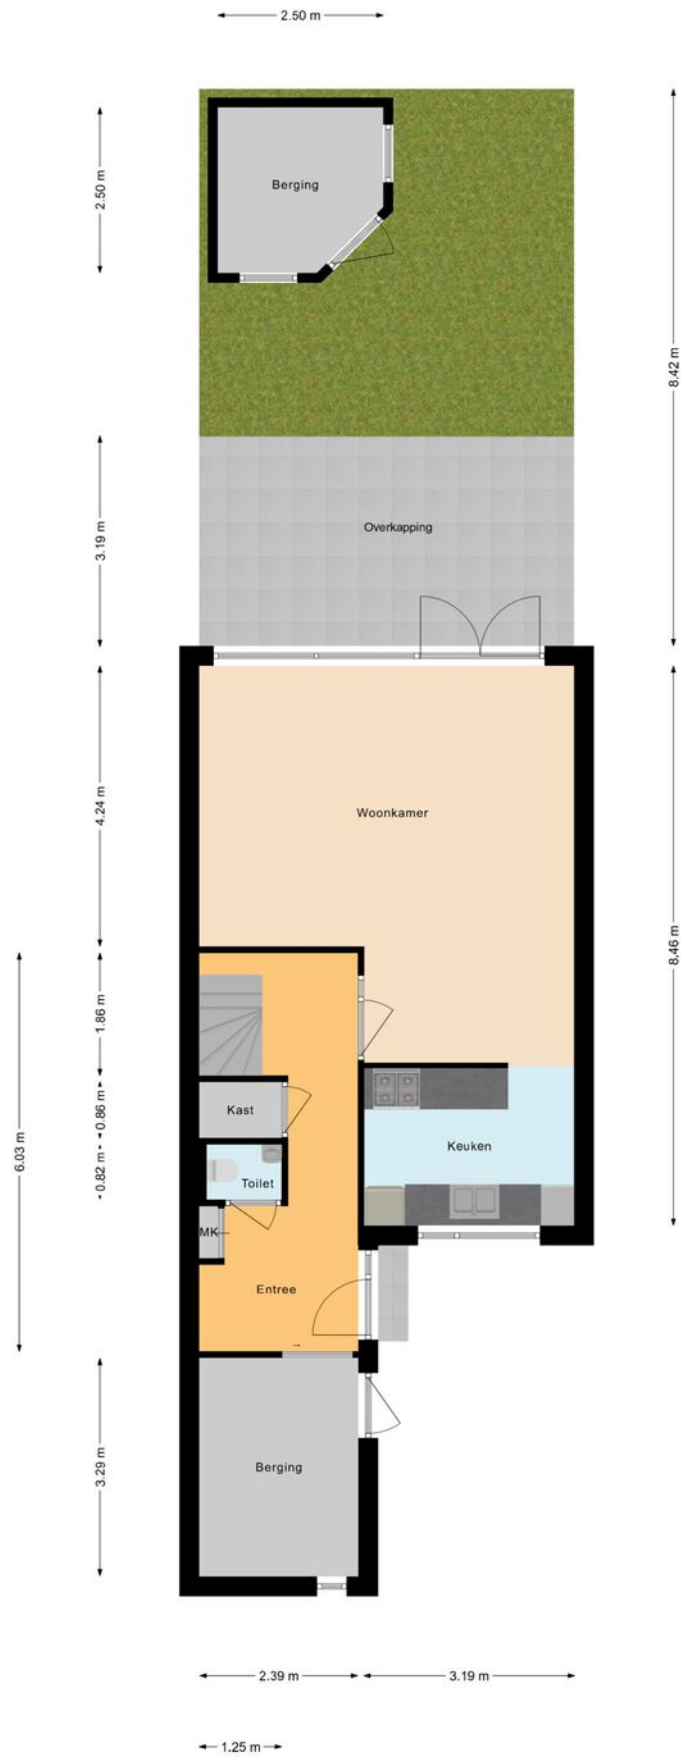 2.50 m
2.50 m
Berging
8.42 m
3.19 m
Overkapping
4.24 m
Woonkamer
8.46 m
1.86 m
6.03 m
0.86 m
Kast
0.82 m
Keuken
Toilet
MK
Entree
3.29 m
Berging
2.39 m
3.19 m
1.25 m